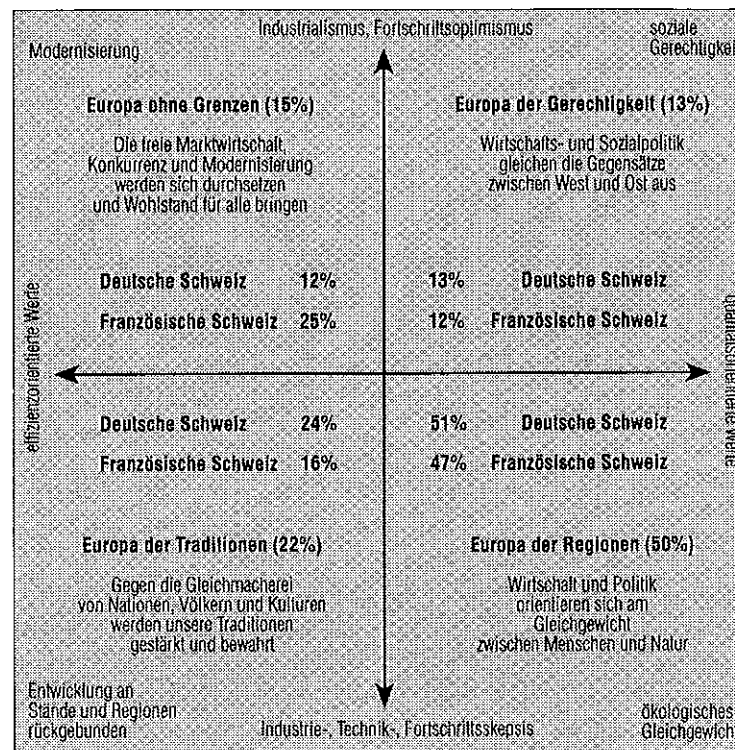 Industrialismus, Fortschrittsoptimismus
Modernisierung
soziale
Gerechtigkeit
Europa ohne Grenzen (15%)
Die freie Marktwirtschaft,
Konkurrenz und Modernisierung
werden sich durchsetzen
und Wohlstand für alle bringen
Europa der Gerechtigkeit (13%)
Wirtschafts- und Sozialpolitik
gleichen die Gegensätze
zwischen West und Ost aus
Deutsche Schweiz 12%
Französische Schweiz 25%
13% Deutsche Schweiz
12% Französische Schweiz
effizienzorientierte Werte
qualitätsorientierte Werte
Deutsche Schweiz 24%
Französische Schweiz 16%
51% Deutsche Schweiz
47% Französische Schweiz
Europa der Traditionen (22%)
Gegen die Gleichmacherei
von Nationen, Völkern und Kulturen
werden unsere Traditionen
gestärkt und bewahrt
Europa der Regionen (50%)
Wirtschaft und Politik
orientieren sich am
Gleichgewicht
zwischen Menschen und Natur
Entwicklung an
Stände und Regionen
rückgebunden
Industrie-, Technik-, Fortschrittsskepsis
ökologisches
Gleichgewich